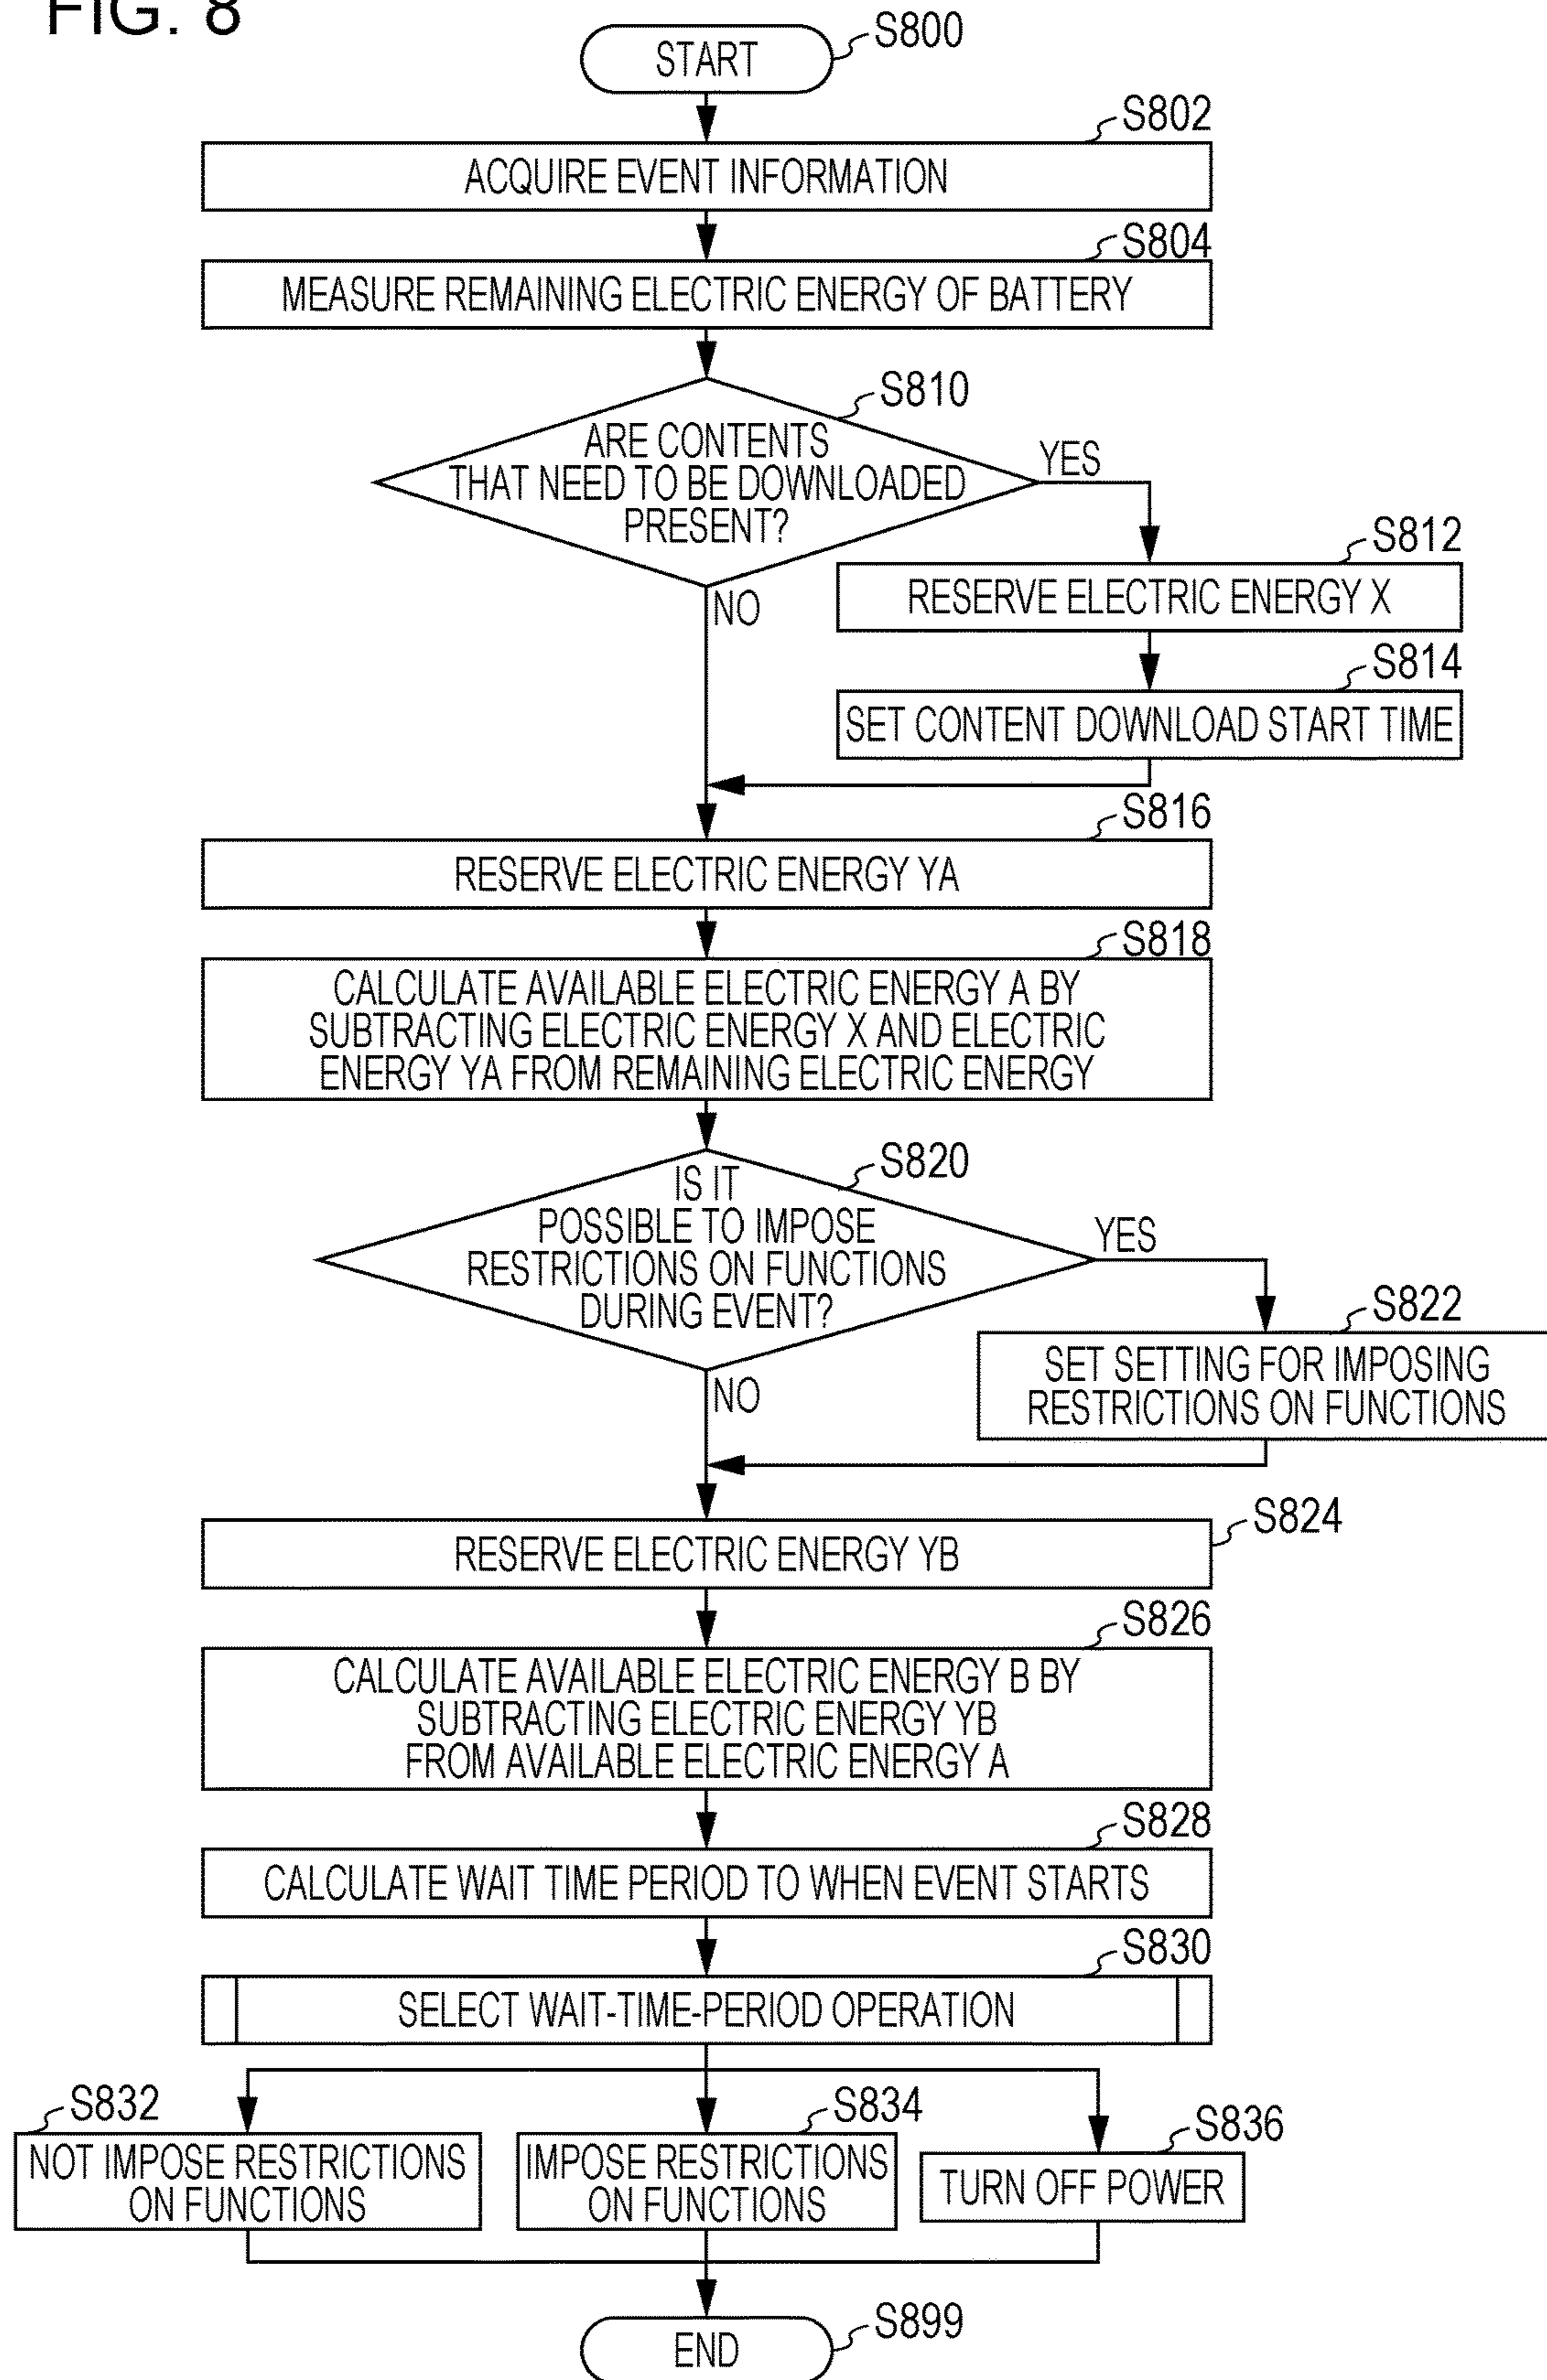 FIG. 8
START
S800
S802
ACQUIRE EVENT INFORMATION
S804
MEASURE REMAINING ELECTRIC ENERGY OF BATTERY
S810
ARE CONTENTS
THAT NEED TO BE DOWNLOADED
PRESENT?
YES
NO
S812
RESERVE ELECTRIC ENERGY X
S814
SET CONTENT DOWNLOAD START TIME
S816
RESERVE ELECTRIC ENERGY YA
S818
CALCULATE AVAILABLE ELECTRIC ENERGY A BY
SUBTRACTING ELECTRIC ENERGY X AND ELECTRIC
ENERGY YA FROM REMAINING ELECTRIC ENERGY
S820
IS IT
POSSIBLE TO IMPOSE
RESTRICTIONS ON FUNCTIONS
DURING EVENT?
YES
NO
S822
SET SETTING FOR IMPOSING
RESTRICTIONS ON FUNCTIONS
S824
RESERVE ELECTRIC ENERGY YB
S826
CALCULATE AVAILABLE ELECTRIC ENERGY B BY
SUBTRACTING ELECTRIC ENERGY YB
FROM AVAILABLE ELECTRIC ENERGY A
S828
CALCULATE WAIT TIME PERIOD TO WHEN EVENT STARTS
S830
SELECT WAIT-TIME-PERIOD OPERATION
S832
NOT IMPOSE RESTRICTIONS
ON FUNCTIONS
S834
IMPOSE RESTRICTIONS
ON FUNCTIONS
S836
TURN OFF POWER
S899
END